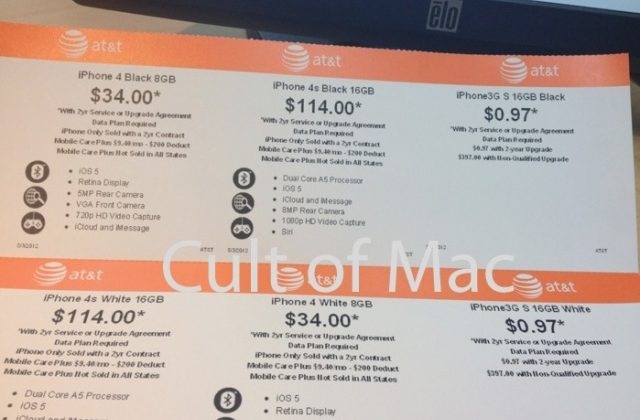 elo
at&t
iPhone 4 Black 8GB
$34.00*
*With 2yr Service or Upgrade Agreement
Data Plan Required
iPhone Only Sold with a 2yr Contract
Mobile Care Plus $9.40/mo - $200 Deduct
Mobile Care Plus Not Sold in All States
• iOS 5
• Retina Display
• 5MP Rear Camera
• VGA Front Camera
• 720p HD Video Capture
• iCloud and iMessage
5/3/2012 AT&T
at&t
iPhone 4s Black 16GB
$114.00*
*With 2yr Service or Upgrade Agreement
Data Plan Required
iPhone Only Sold with a 2yr Contract
Mobile Care Plus $9.40/mo - $200 Deduct
Mobile Care Plus Not Sold in All States
• Dual Core A5 Processor
• iOS 5
• iCloud and iMessage
• 8MP Rear Camera
• 1080p HD Video Capture
• Siri
5/3/2012 AT&T
at&t
iPhone3G S 16GB Black
$0.97*
*With 2yr Service or Upgrade Agreement
Data Plan Required
$0.97 with 2-year Upgrade
$397.00 with Non-Qualified Upgrade
Cult of Mac
at&t
iPhone 4s White 16GB
$114.00*
*With 2yr Service or Upgrade Agreement
Data Plan Required
iPhone Only Sold with a 2yr Contract
Mobile Care Plus $9.40/mo - $200 Deduct
Mobile Care Plus Not Sold in All States
• Dual Core A5 Processor
• iOS 5
• iCloud and iMessage
at&t
iPhone 4 White 8GB
$34.00*
*With 2yr Service or Upgrade Agreement
Data Plan Required
iPhone Only Sold with a 2yr Contract
Mobile Care Plus $9.40/mo - $200 Deduct
Mobile Care Plus Not Sold in All States
• iOS 5
• Retina Display
at&t
iPhone3G S 16GB White
$0.97*
*With 2yr Service or Upgrade Agreement
Data Plan Required
$0.97 with 2-year Upgrade
$397.00 with Non-Qualified Upgrade